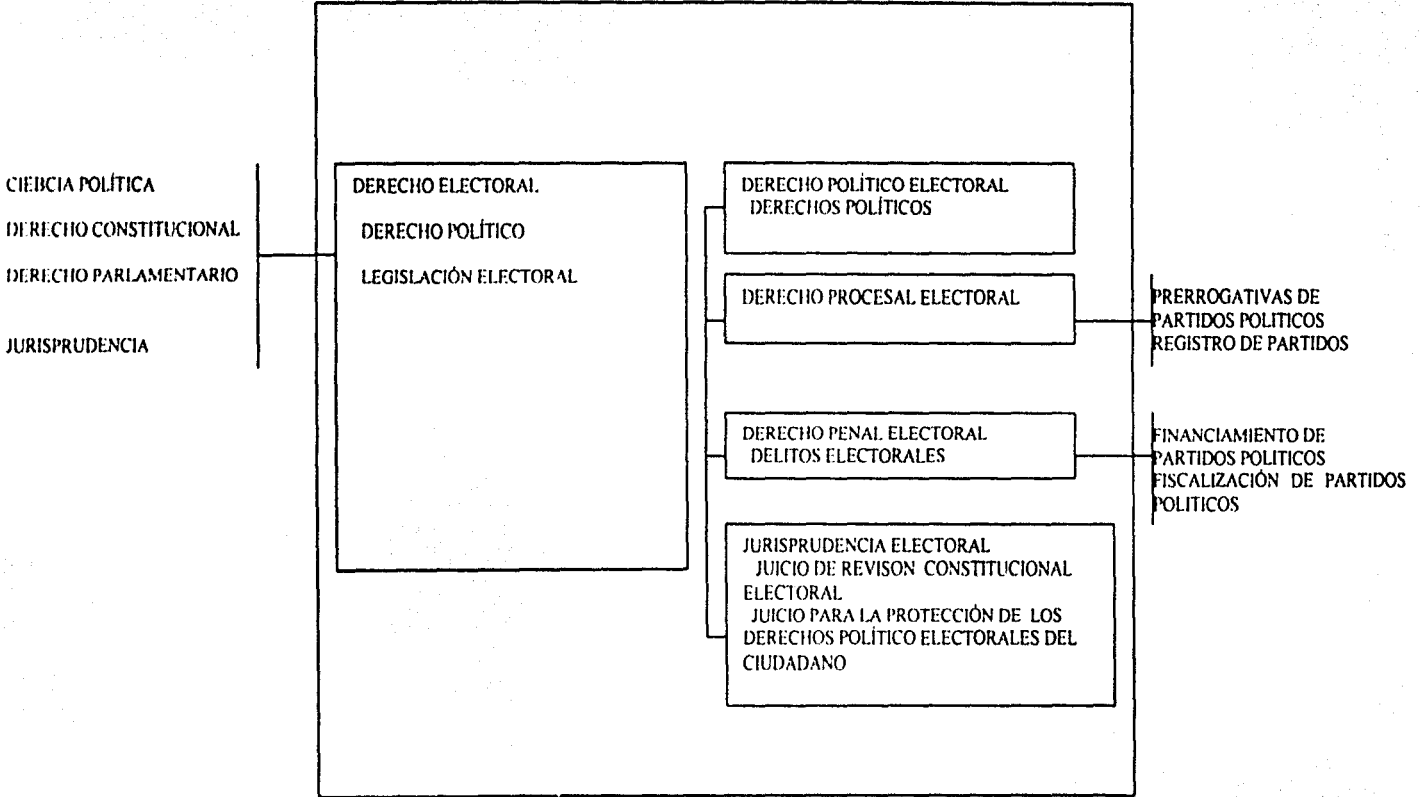 CIEBCIA POLÍTICA
DERECHO CONSTITUCIONAL
DERECHO PARLAMENTARIO
JURISPRUDENCIA
DERECHO ELECTORAL
DERECHO POLÍTICO
LEGISLACIÓN ELECTORAL
DERECHO POLÍTICO ELECTORAL
DERECHOS POLÍTICOS
DERECHO PROCESAL ELECTORAL
DERECHO PENAL ELECTORAL
DELITOS ELECTORALES
JURISPRUDENCIA ELECTORAL
JUICIO DE REVISON CONSTITUCIONAL
ELECTORAL
JUICIO PARA LA PROTECCIÓN DE LOS
DERECHOS POLÍTICO ELECTORALES DEL
CIUDADANO
PRERROGATIVAS DE
PARTIDOS POLITICOS
REGISTRO DE PARTIDOS
FINANCIAMIENTO DE
PARTIDOS POLITICOS
FISCALIZACIÓN DE PARTIDOS
POLITICOS